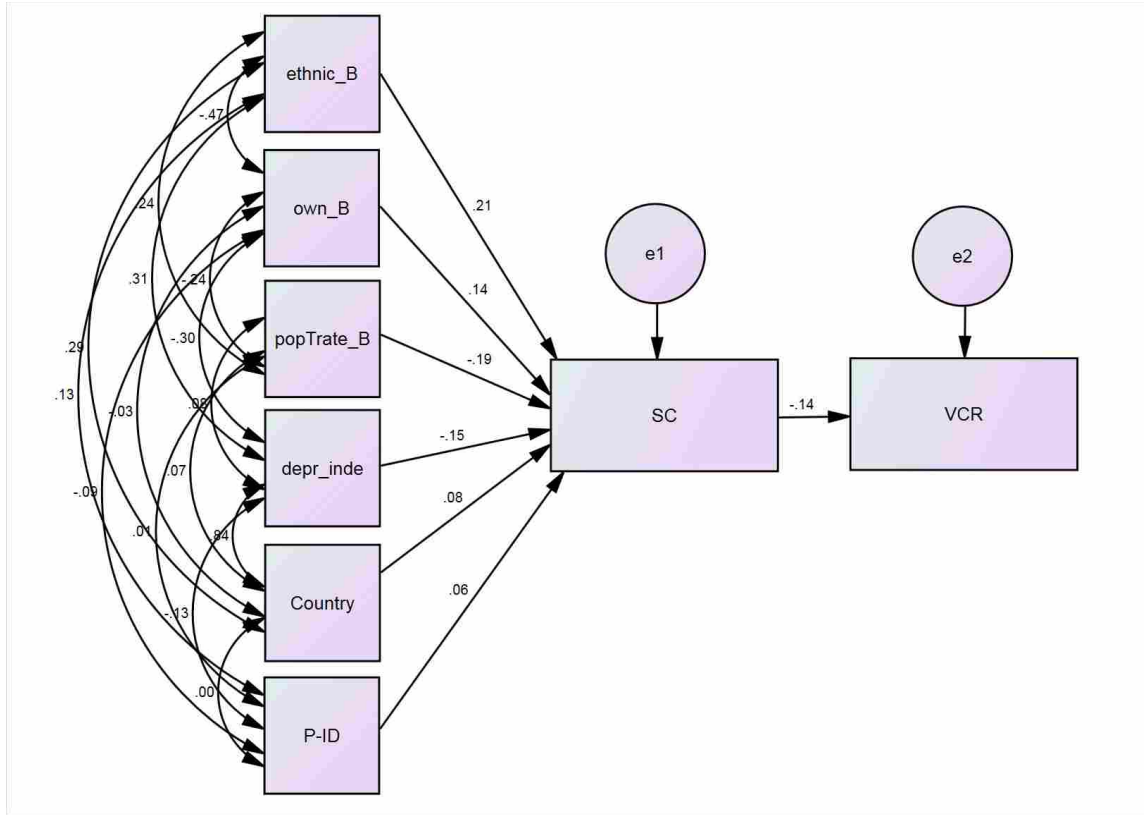 ethnic_B
-.47
own_B
.24
.21
e1
e2
.31
-.24
.14
popTrate_B
-.30
-.19
.29
.13
-.03
.08
SC
-.14
VCR
depr_inde
-.15
.07
-.09
.01
.84
.08
Country
-.13
.06
.00
P-ID